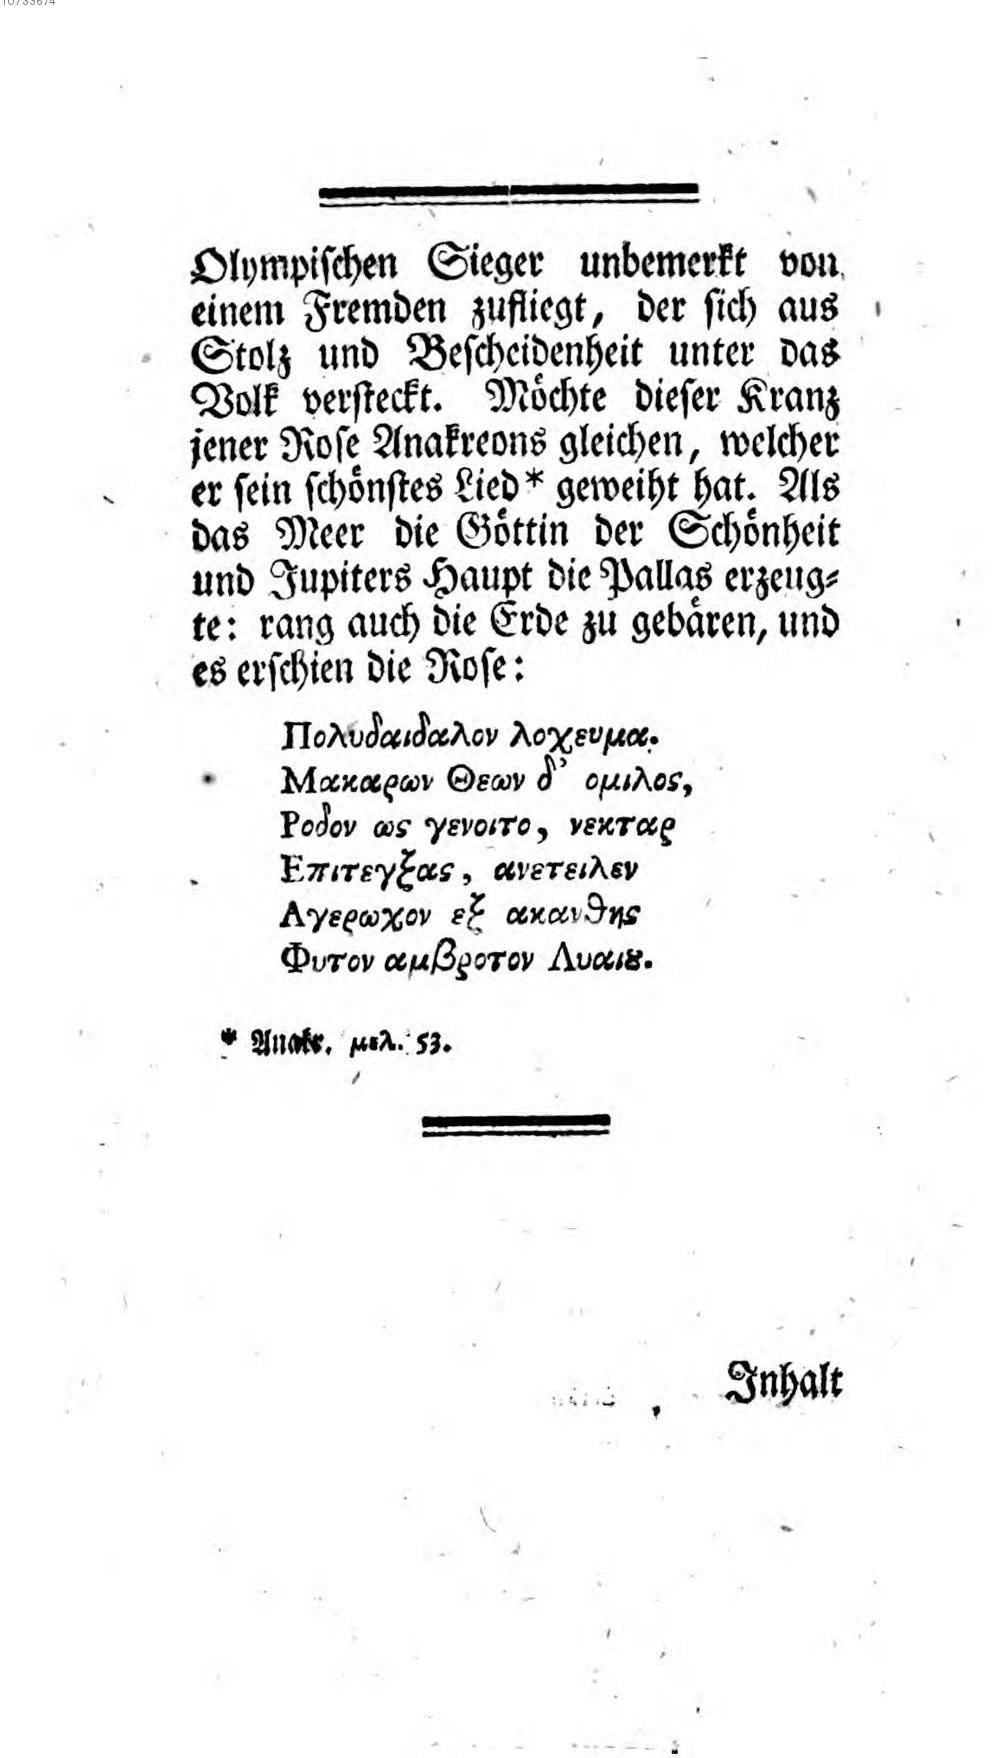 10733674
Olympischen Sieger unbemerkt von
einem Fremden zufliegt, der ſich aus
Stolz und Beſcheidenheit unter das
Volk verſteckt. Möchte dieſer Kranz
jener Roſe Anakreons gleichen, welcher
er ſein ſchönſtes Lied* geweiht hat. Als
das Meer die Göttin der Schönheit
und Jupiters Haupt die Pallas erzeug⸗
te: rang auch die Erde zu gebären, und
es erſchien die Roſe:
Πολυδαιδαλον λοχευμα.
Μακαρων Θεων δ' ομιλος,
Ροδον ως γενοιτο, νεκταρ
Επιτεγξας, ανετειλεν
Αγερωχον εξ ακανθης
Φυτον αμβροτον Λυαιȣ.
* Anakr. μελ. 53.
Inhalt